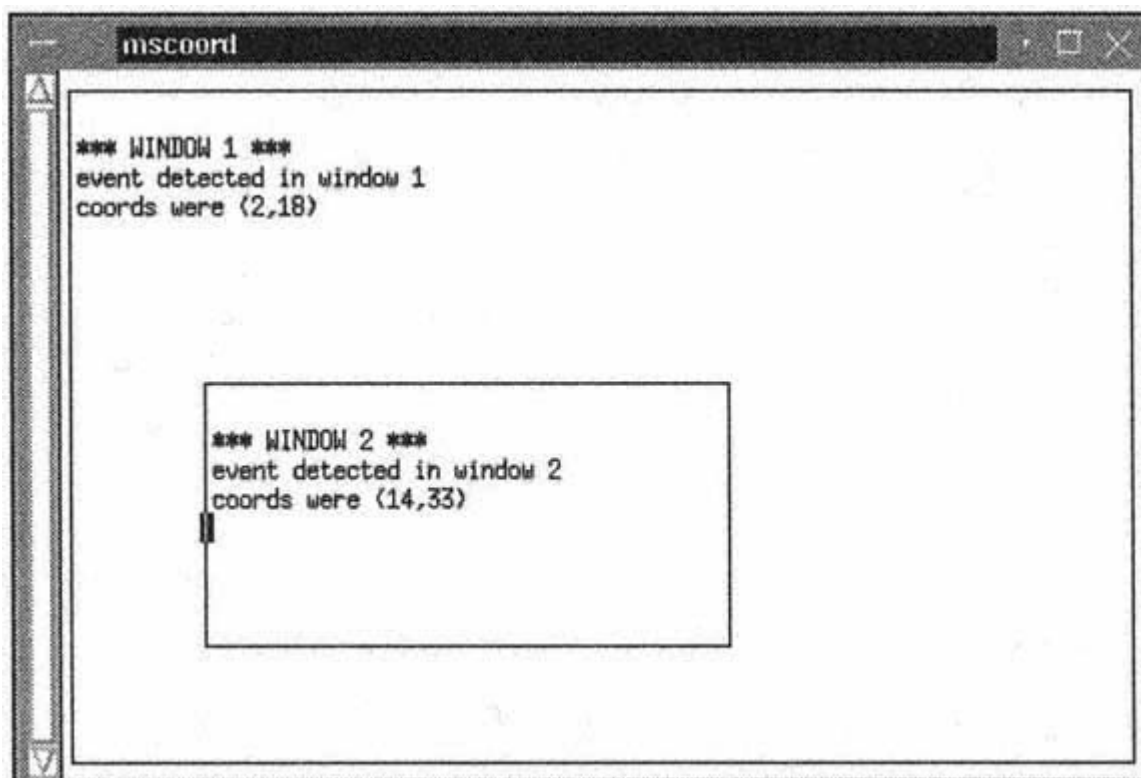 mscoord
*** WINDOW 1 ***
event detected in window 1
coords were (2,18)
*** WINDOW 2 ***
event detected in window 2
coords were (14,33)